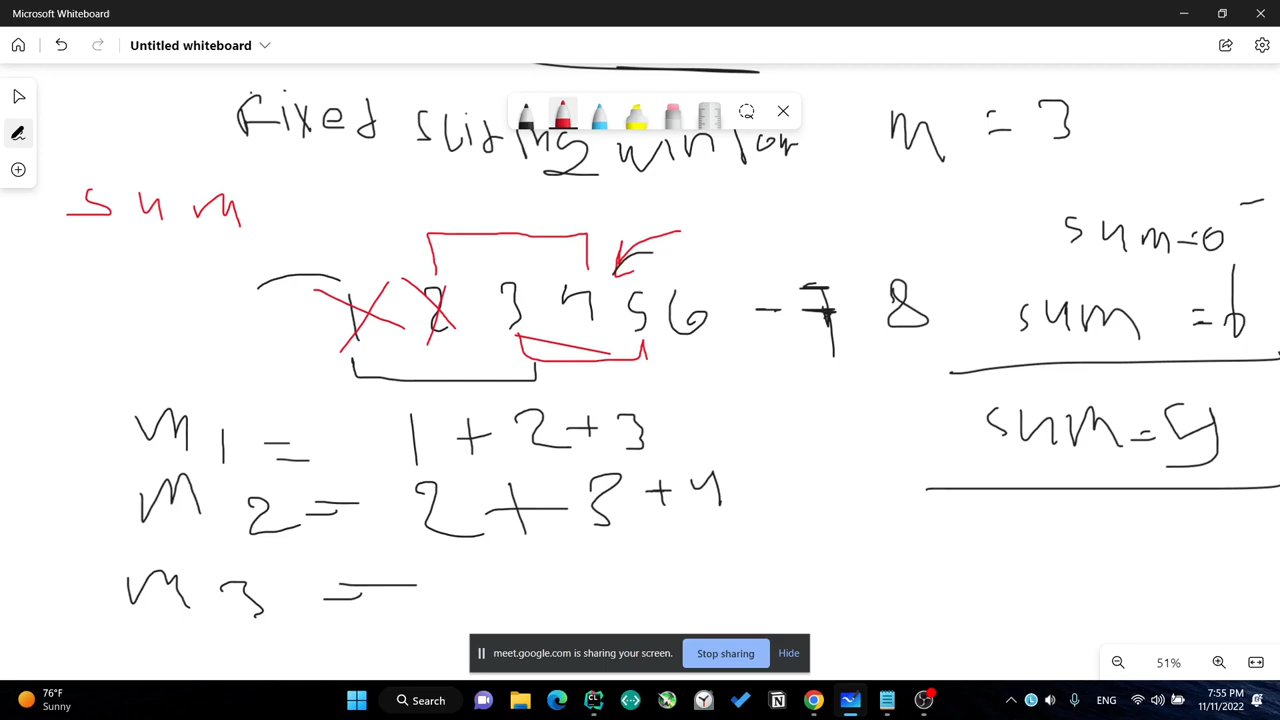 Microsoft Whiteboard
Untitled whiteboard
Fixed sliding window m = 3
sum
sum=0
1 2 3 4 5 6 - 7 8
sum = 6
m1 = 1 + 2 + 3
sum = 5
m2 = 2 + 3 + 4
m3 =
meet.google.com is sharing your screen. Stop sharing Hide
51%
76°F
Sunny
Search
ENG
7:55 PM
11/11/2022